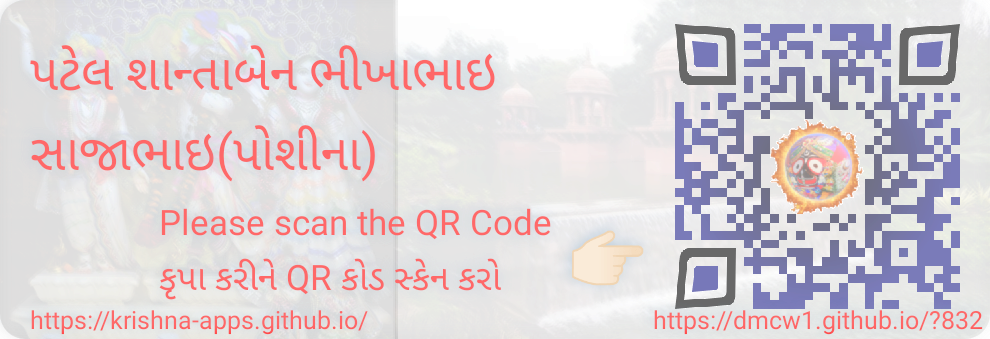 પટેલ શાન્તાબેન ભીખાભાઇ
સાજાભાઇ(પોશીના)
Please scan the QR Code
કૃપા કરીને QR કોડ સ્કેન કરો
https://krishna-apps.github.io/
https://dmcw1.github.io/?832